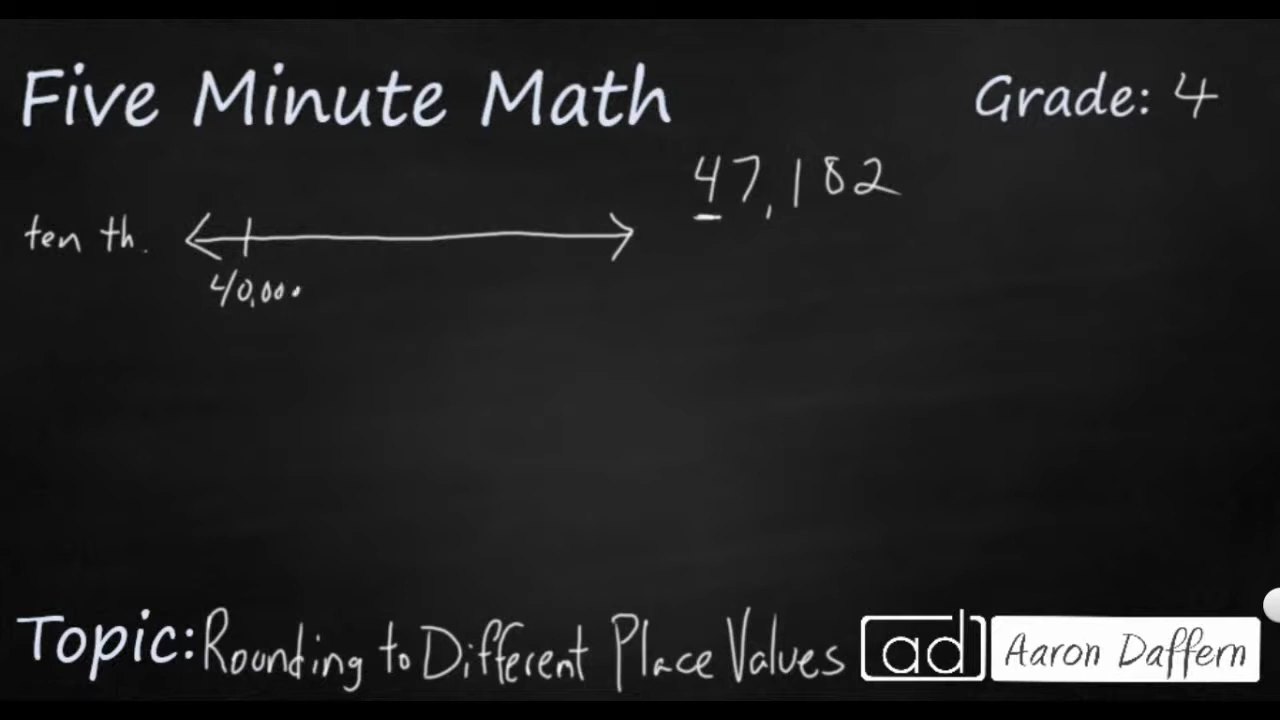 Five Minute Math
Grade: 4
47,182
ten th.
40,000
Topic: Rounding to Different Place Values
ad Aaron Daffern